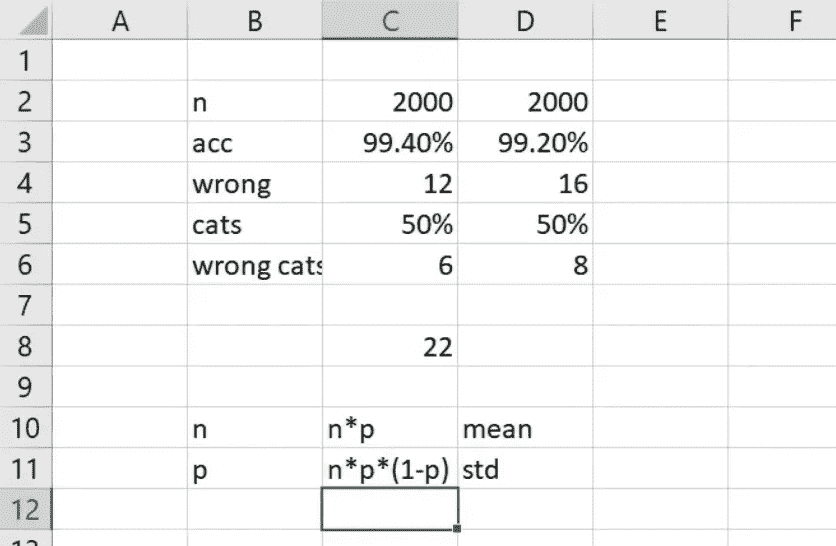 A B C D E F
1
2 n 2000 2000
3 acc 99.40% 99.20%
4 wrong 12 16
5 cats 50% 50%
6 wrong cats 6 8
7
8 22
9
10 n n*p mean
11 p n*p*(1-p) std
12
13